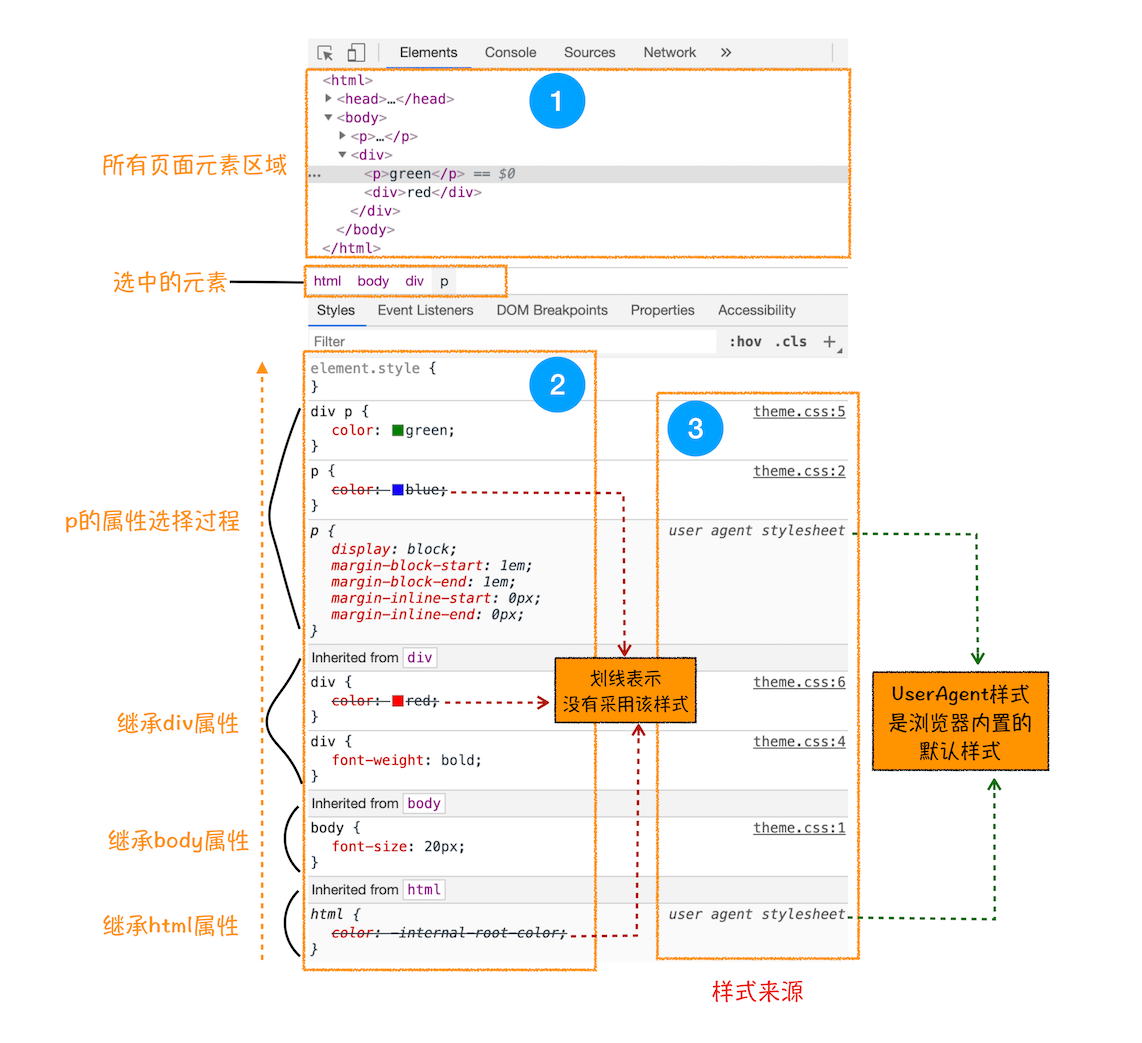 Elements Console Sources Network »
<html>
<head>…</head>
<body>
<p>…</p>
<div>
… <p>green</p> == $0
<div>red</div>
</div>
</body>
</html>
1
所有页面元素区域
选中的元素
html body div p
Styles Event Listeners DOM Breakpoints Properties Accessibility
Filter :hov .cls +
element.style {
}
2
div p { theme.css:5
color: green;
}
3
p { theme.css:2
color: blue;
}
p的属性选择过程
p { user agent stylesheet
display: block;
margin-block-start: 1em;
margin-block-end: 1em;
margin-inline-start: 0px;
margin-inline-end: 0px;
}
Inherited from div
div { theme.css:6
color: red;
}
继承div属性
div { theme.css:4
font-weight: bold;
}
划线表示
没有采用该样式
UserAgent样式
是浏览器内置的
默认样式
Inherited from body
body { theme.css:1
font-size: 20px;
}
继承body属性
Inherited from html
html { user agent stylesheet
color: -internal-root-color;
}
继承html属性
样式来源